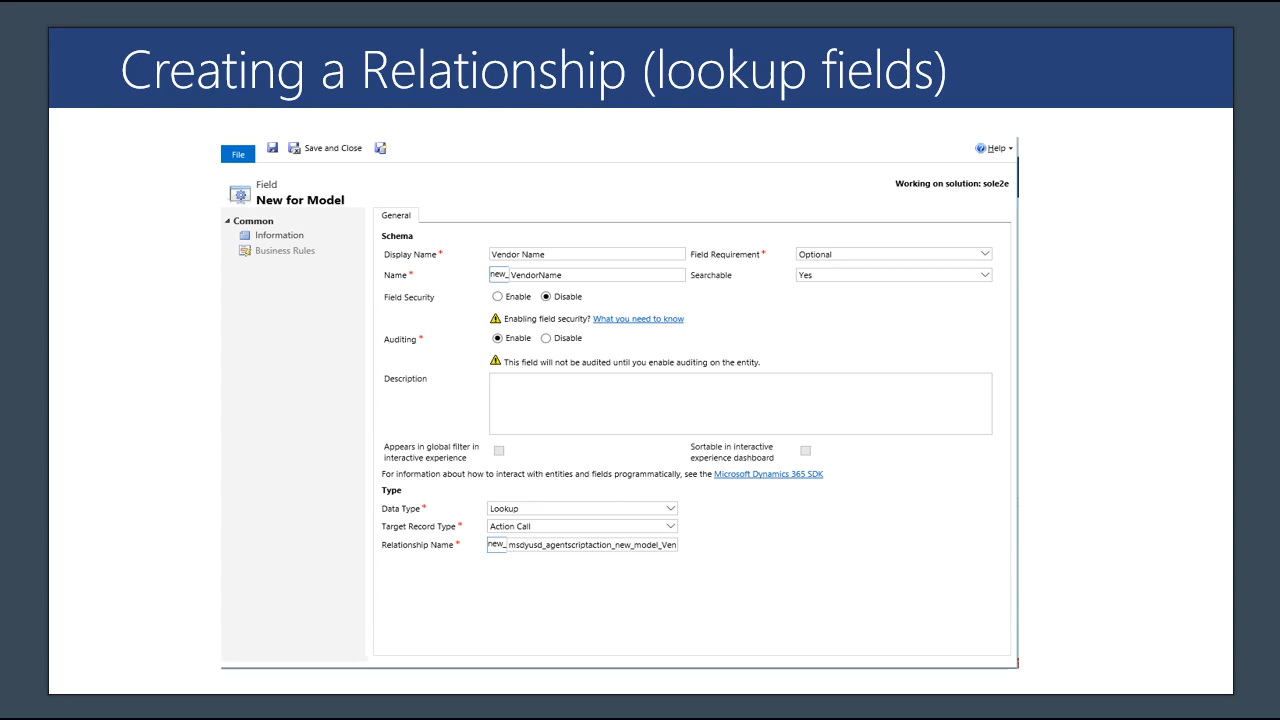 Creating a Relationship (lookup fields)
File
Save and Close
Help
Field
New for Model
Working on solution: sole2e
Common
Information
Business Rules
General
Schema
Display Name * Vendor Name Field Requirement * Optional
Name * new_ VendorName Searchable Yes
Field Security Enable Disable
Enabling field security? What you need to know
Auditing * Enable Disable
This field will not be audited until you enable auditing on the entity.
Description
Appears in global filter in
interactive experience
Sortable in interactive
experience dashboard
For information about how to interact with entities and fields programmatically, see the Microsoft Dynamics 365 SDK
Type
Data Type * Lookup
Target Record Type * Action Call
Relationship Name * new_ msdyusd_agentscriptaction_new_model_Ven